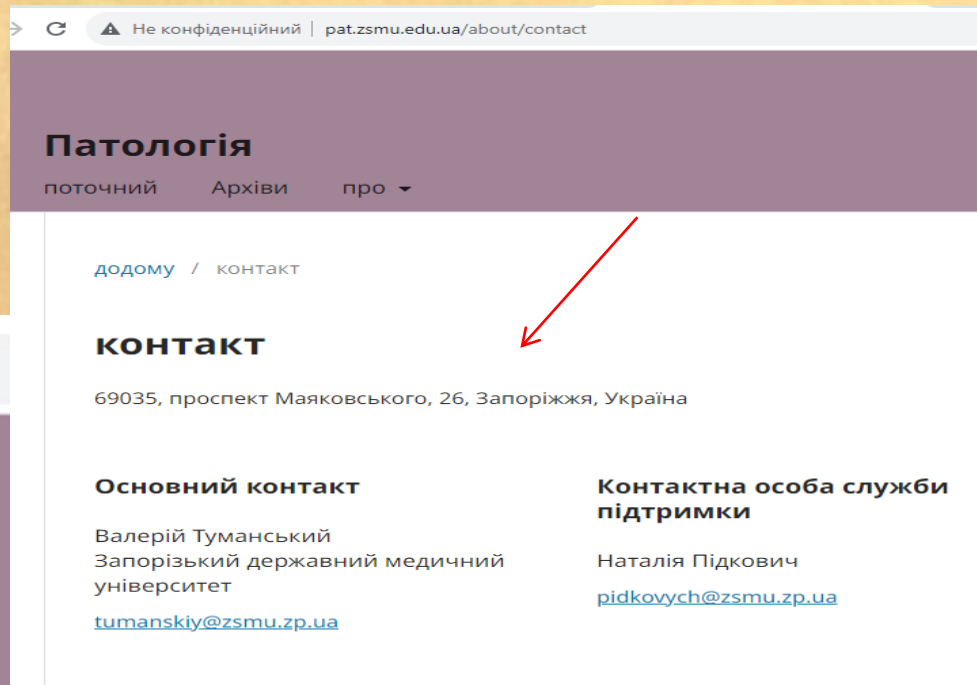 Не конфіденційний | pat.zsmu.edu.ua/about/contact
Патологія
поточний Архіви про
додому / контакт
контакт
69035, проспект Маяковського, 26, Запоріжжя, Україна
Основний контакт
Валерій Туманський
Запорізький державний медичний
університет
tumanskiy@zsmu.zp.ua
Контактна особа служби
підтримки
Наталія Підкович
pidkovych@zsmu.zp.ua